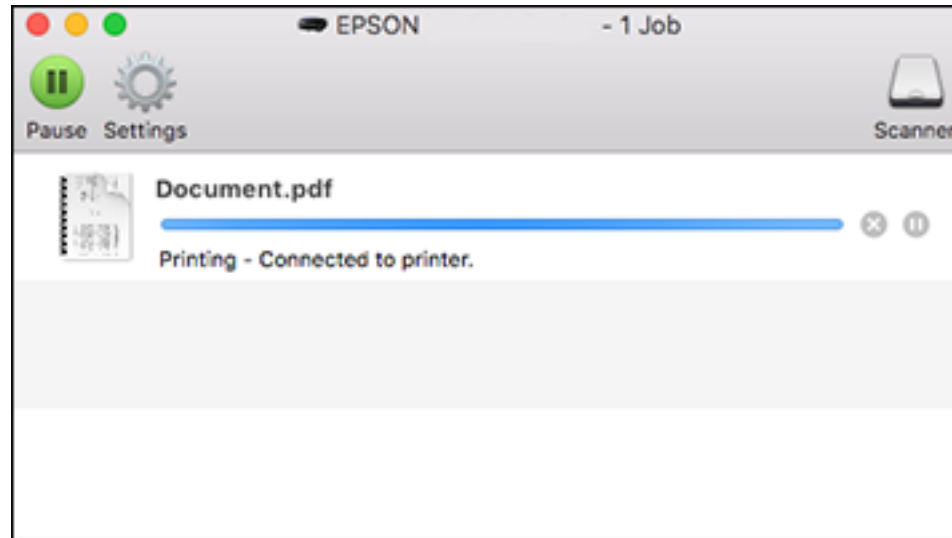 EPSON - 1 Job
Pause Settings Scanner
Document.pdf
Printing - Connected to printer.